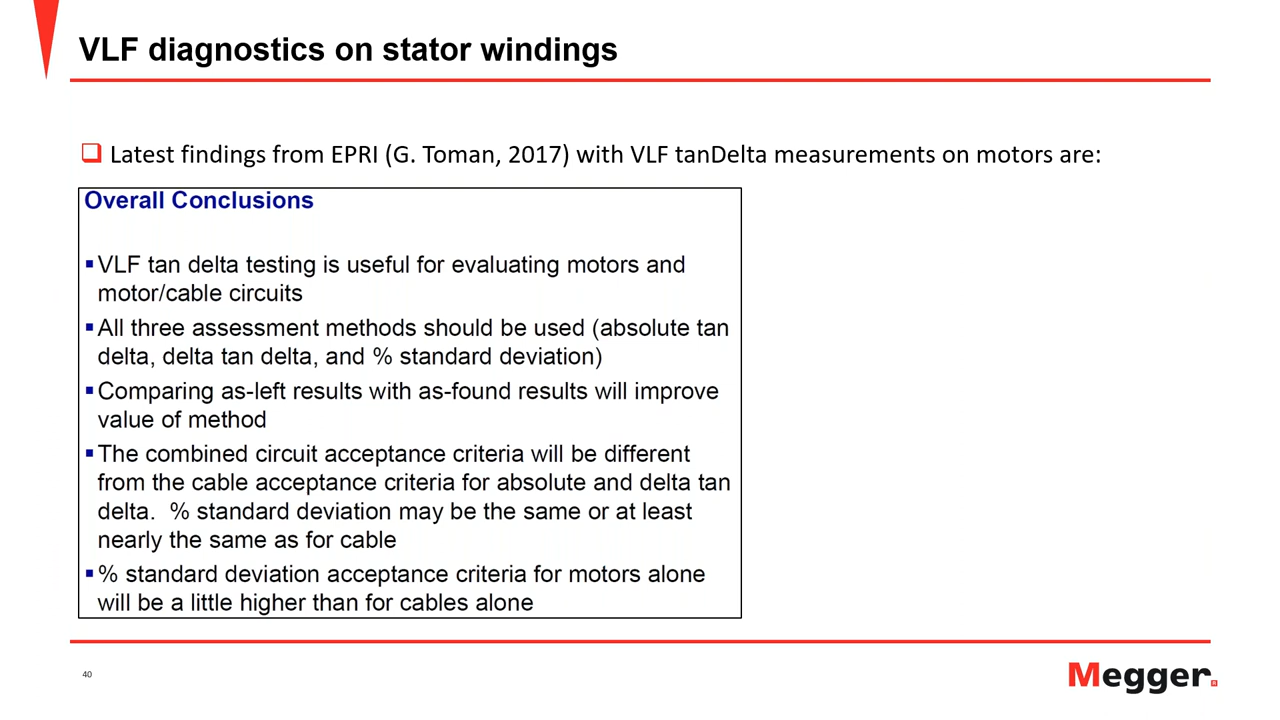 VLF diagnostics on stator windings
Latest findings from EPRI (G. Toman, 2017) with VLF tanDelta measurements on motors are:
Overall Conclusions
VLF tan delta testing is useful for evaluating motors and
motor/cable circuits
All three assessment methods should be used (absolute tan
delta, delta tan delta, and % standard deviation)
Comparing as-left results with as-found results will improve
value of method
The combined circuit acceptance criteria will be different
from the cable acceptance criteria for absolute and delta tan
delta. % standard deviation may be the same or at least
nearly the same as for cable
% standard deviation acceptance criteria for motors alone
will be a little higher than for cables alone
40
Megger.